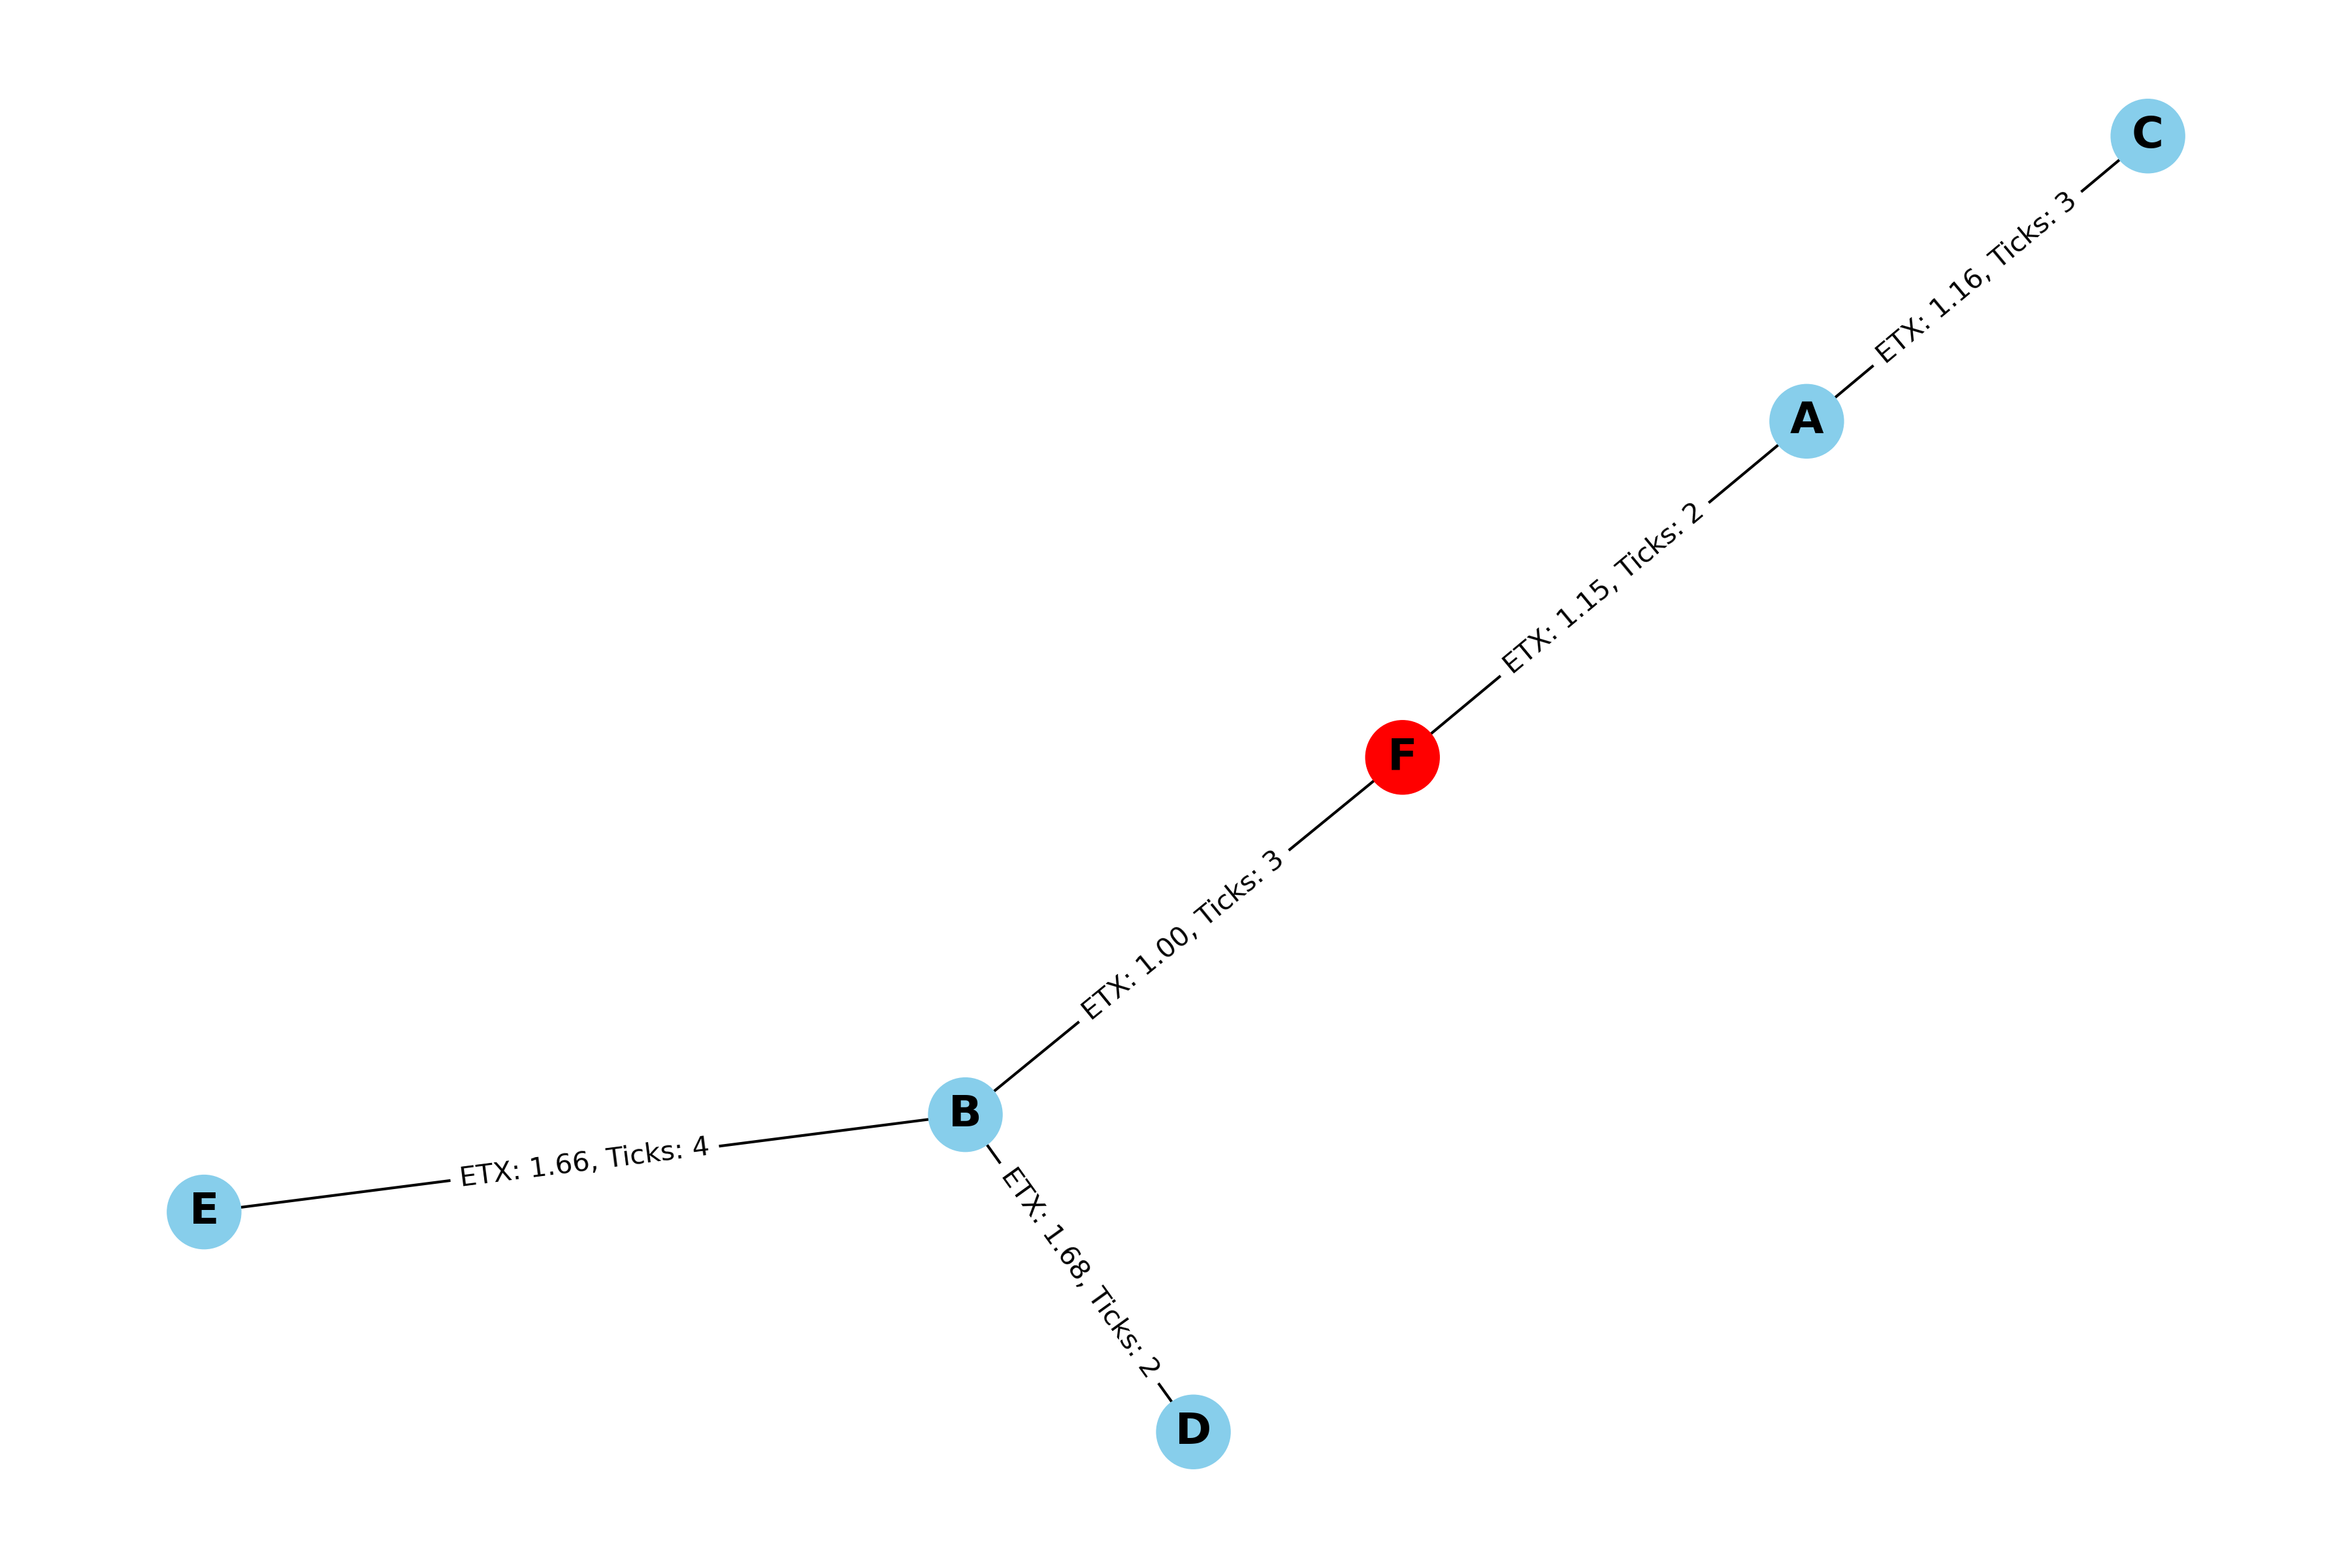 C
ETX: 1.16, Ticks: 3
A
ETX: 1.15, Ticks: 2
F
ETX: 1.00, Ticks: 3
B
ETX: 1.66, Ticks: 4
E
ETX: 1.68, Ticks: 2
D